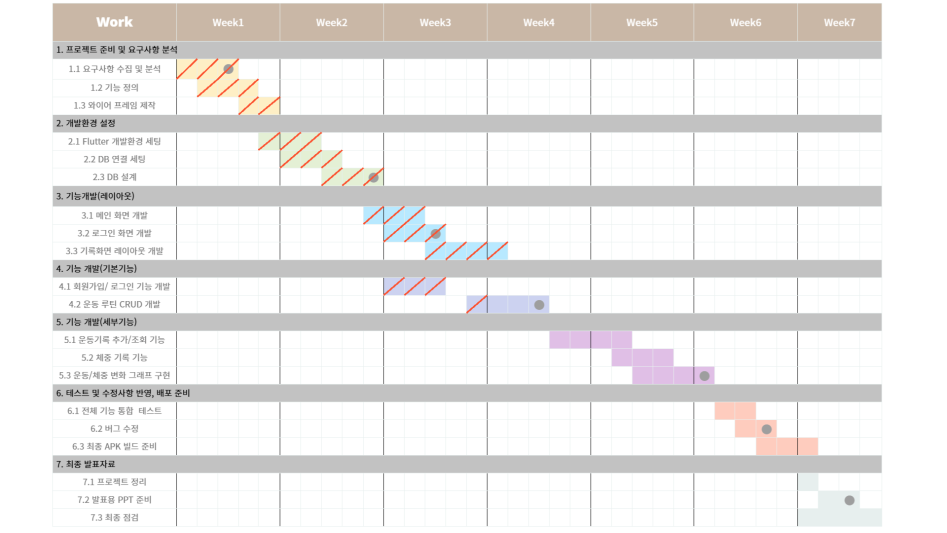 Work Week1 Week2 Week3 Week4 Week5 Week6 Week7
1. 프로젝트 준비 및 요구사항 분석
1.1 요구사항 수집 및 분석
1.2 기능 정의
1.3 와이어 프레임 제작
2. 개발환경 설정
2.1 Flutter 개발환경 세팅
2.2 DB 연결 세팅
2.3 DB 설계
3. 기능개발(레이아웃)
3.1 메인 화면 개발
3.2 로그인 화면 개발
3.3 기록화면 레이아웃 개발
4. 기능 개발(기본기능)
4.1 회원가입/ 로그인 기능 개발
4.2 운동 루틴 CRUD 개발
5. 기능 개발(세부기능)
5.1 운동기록 추가/조회 기능
5.2 체중 기록 기능
5.3 운동/체중 변화 그래프 구현
6. 테스트 및 수정사항 반영, 배포 준비
6.1 전체 기능 통합 테스트
6.2 버그 수정
6.3 최종 APK 빌드 준비
7. 최종 발표자료
7.1 프로젝트 정리
7.2 발표용 PPT 준비
7.3 최종 점검